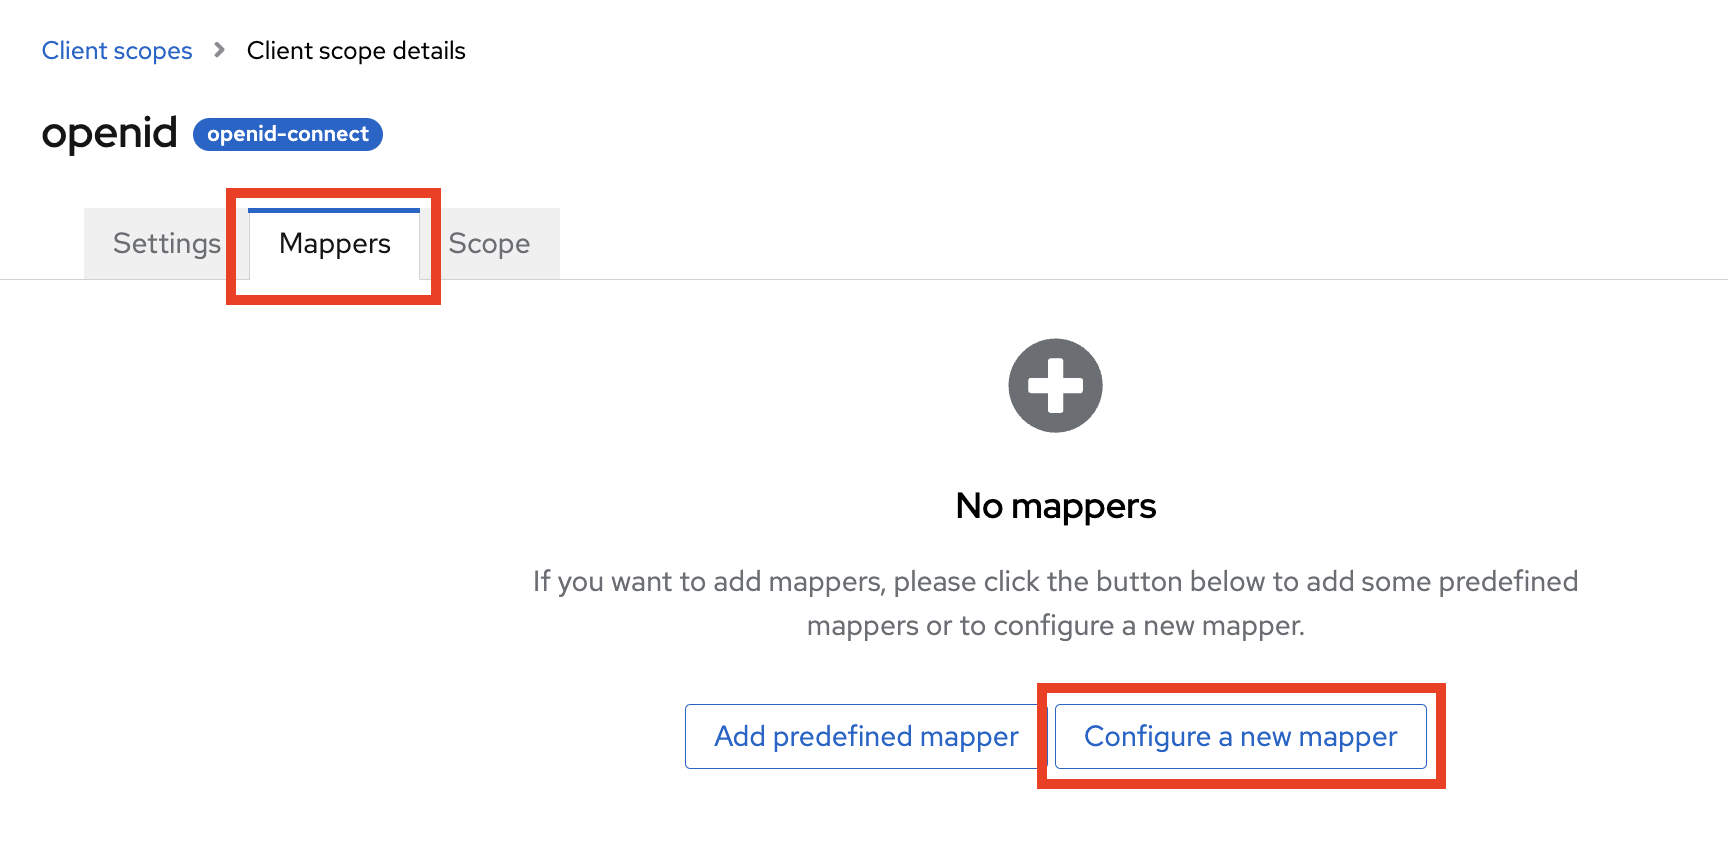 Client scopes > Client scope details
openid openid-connect
Settings Mappers Scope
No mappers
If you want to add mappers, please click the button below to add some predefined
mappers or to configure a new mapper.
Add predefined mapper Configure a new mapper